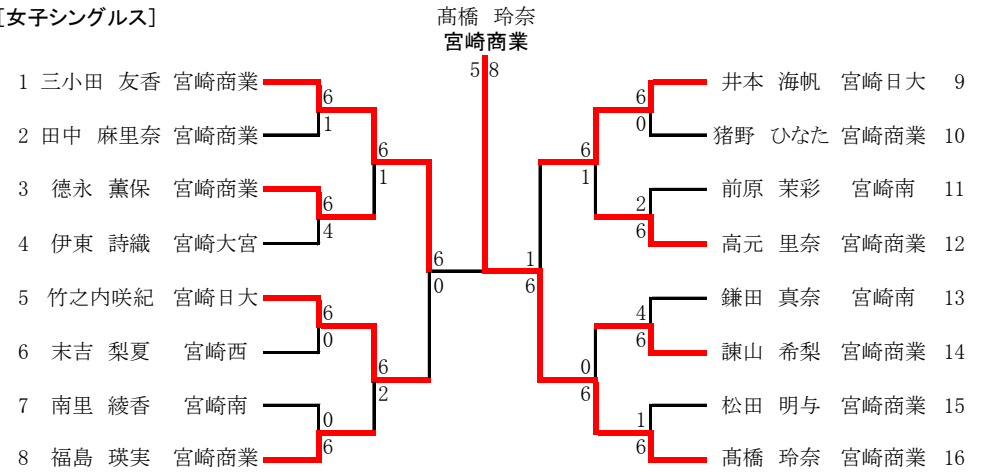 [女子シングルス]
髙橋 玲奈
宮崎商業
5 8
1 三小田 友香 宮崎商業
6
1
2 田中 麻里奈 宮崎商業
6
1
3 德永 薫保 宮崎商業
6
4
4 伊東 詩織 宮崎大宮
6
0
5 竹之内咲紀 宮崎日大
6
0
6 末吉 梨夏 宮崎西
6
2
7 南里 綾香 宮崎南
0
6
8 福島 瑛実 宮崎商業
井本 海帆 宮崎日大 9
6
0
猪野 ひなた 宮崎商業 10
6
1
前原 茉彩 宮崎南 11
2
6
高元 里奈 宮崎商業 12
1
6
鎌田 真奈 宮崎南 13
4
6
諌山 希梨 宮崎商業 14
0
6
松田 明与 宮崎商業 15
1
6
髙橋 玲奈 宮崎商業 16